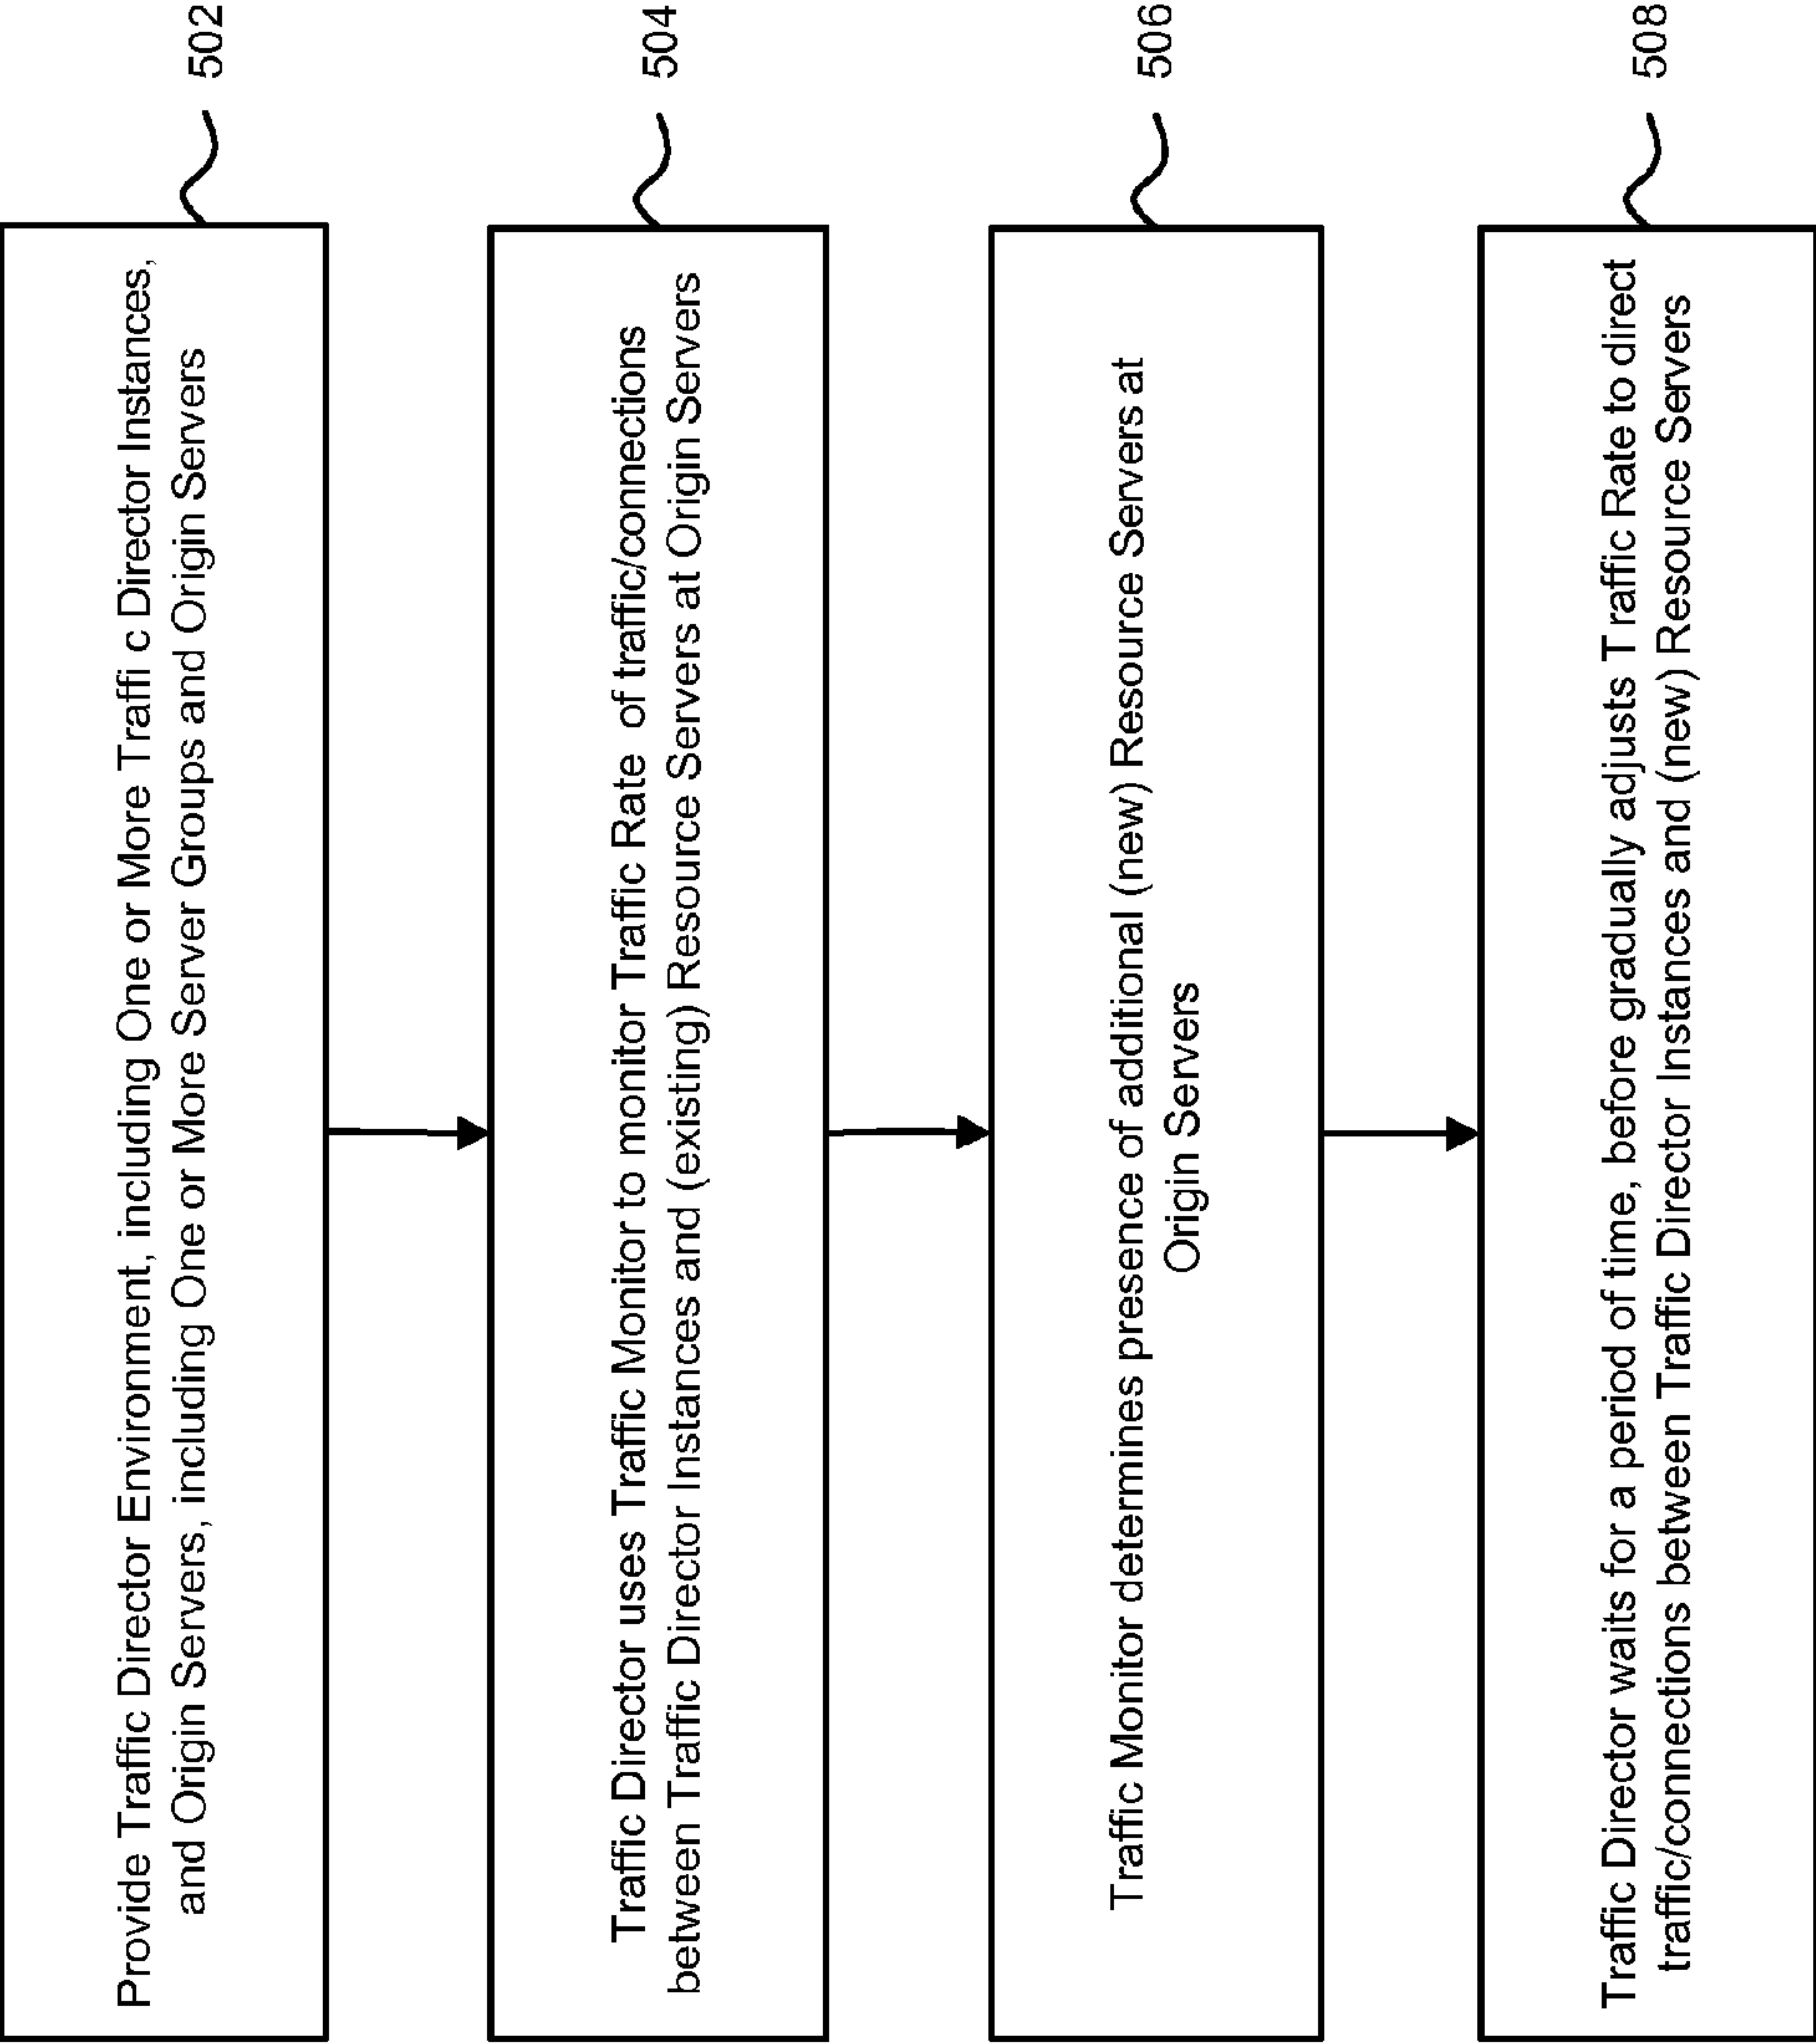 Provide Traffic Director Environment, including One or More Traffi c Director Instances,
and Origin Servers, including One or More Server Groups and Origin Servers
502
Traffic Director uses Traffic Monitor to monitor Traffic Rate of traffic/connections
between Traffic Director Instances and (existing) Resource Servers at Origin Servers
504
Traffic Monitor determines presence of additional (new) Resource Servers at
Origin Servers
506
Traffic Director waits for a period of time, before gradually adjusts Traffic Rate to direct
traffic/connections between Traffic Director Instances and (new) Resource Servers
508